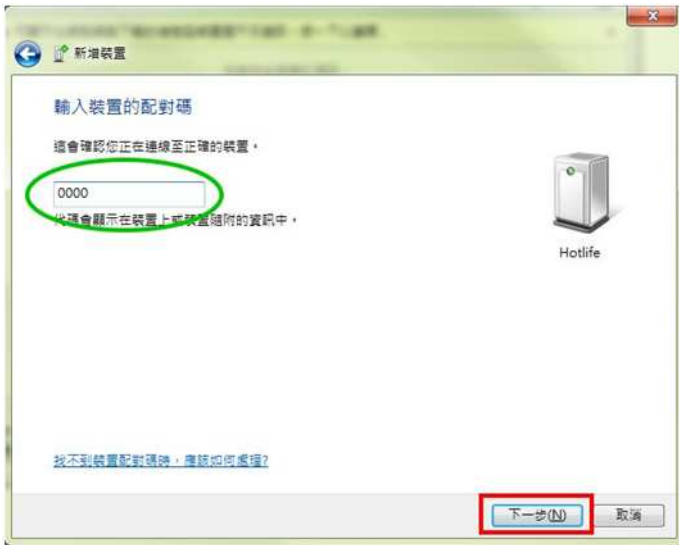 新增裝置
輸入裝置的配對碼
這會確認您正在連線至正確的裝置。
0000
代碼會顯示在裝置上或裝置隨附的資訊中。
Hotlife
找不到裝置配對碼時，應該如何處理?
下一步(N)
取消